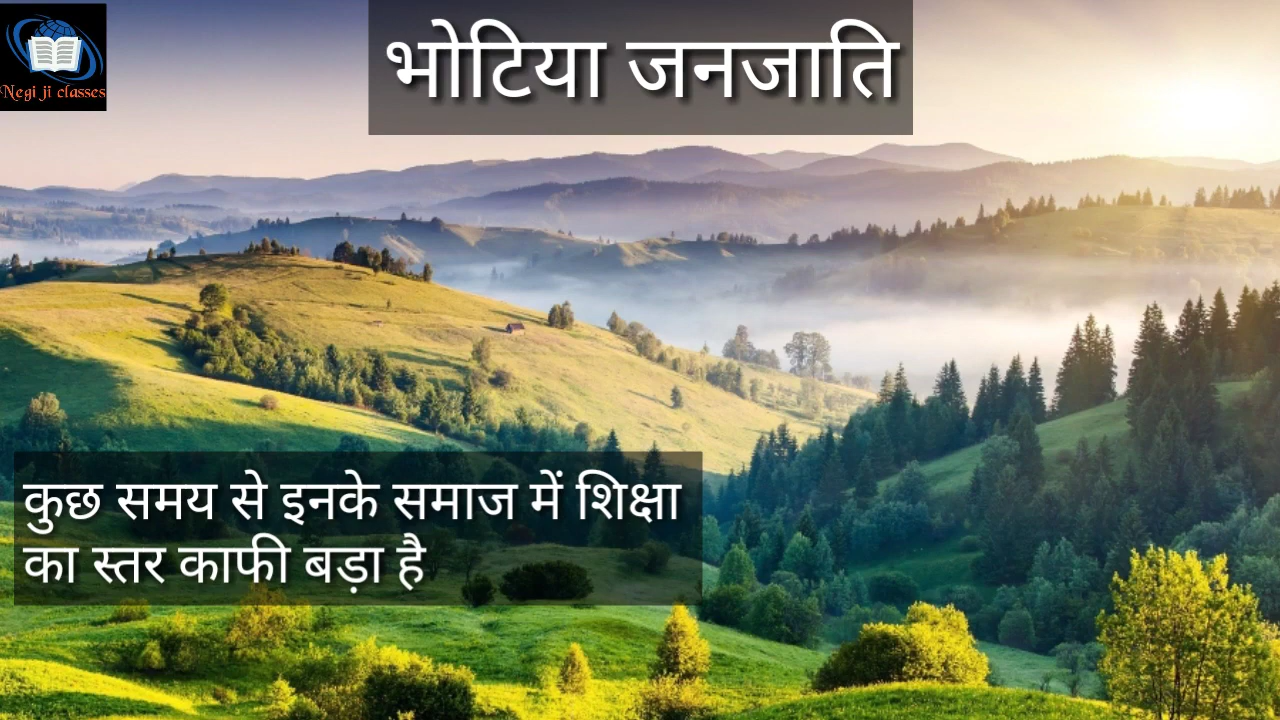 Negi ji classes
भोटिया जनजाति
कुछ समय से इनके समाज में शिक्षा
का स्तर काफी बड़ा है